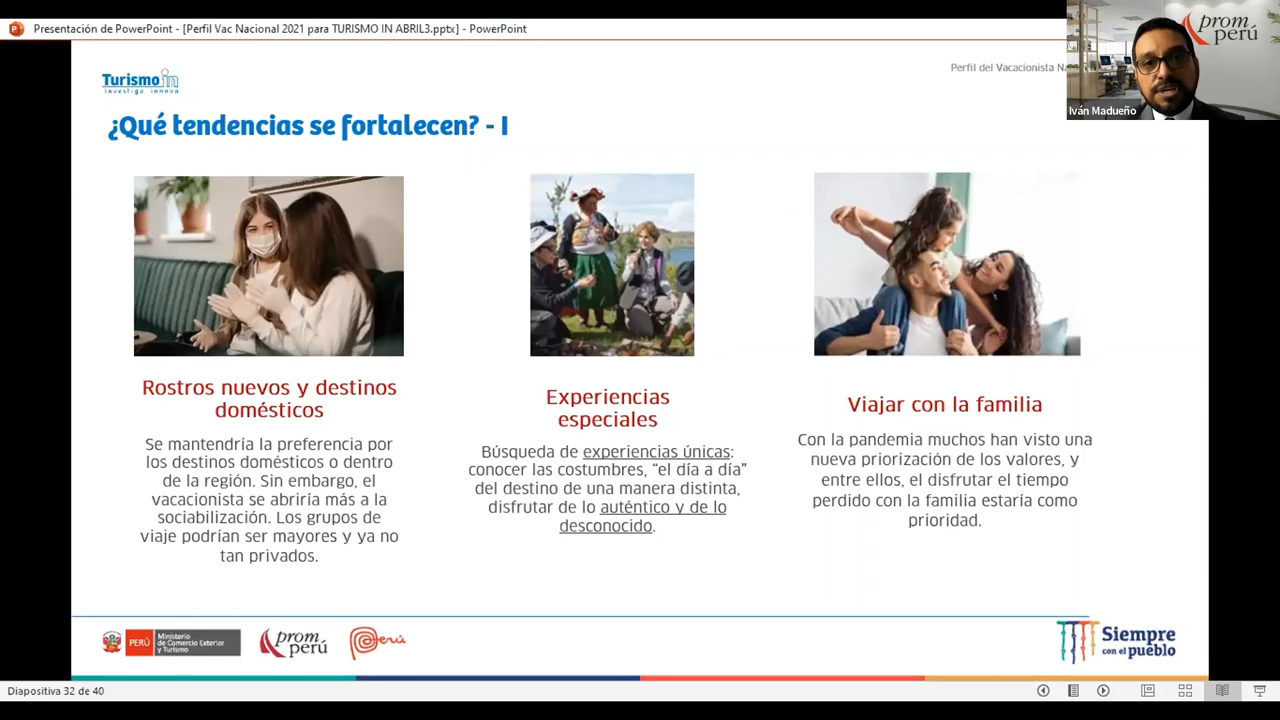 Presentación de PowerPoint - [Perfil Vac Nacional 2021 para TURISMO IN ABRIL3.pptx] - PowerPoint
prom
perú
Iván Madueño
Turismo in
investiga innova
Perfil del Vacacionista
¿Qué tendencias se fortalecen? - I
Rostros nuevos y destinos
domésticos
Se mantendría la preferencia por
los destinos domésticos o dentro
de la región. Sin embargo, el
vacacionista se abriría más a la
sociabilización. Los grupos de
viaje podrían ser mayores y ya no
tan privados.
Experiencias
especiales
Búsqueda de experiencias únicas:
conocer las costumbres, “el día a día”
del destino de una manera distinta,
disfrutar de lo auténtico y de lo
desconocido.
Viajar con la familia
Con la pandemia muchos han visto una
nueva priorización de los valores, y
entre ellos, el disfrutar el tiempo
perdido con la familia estaría como
prioridad.
PERÚ
Ministerio
de Comercio Exterior
y Turismo
prom
perú
Perú
Siempre
con el pueblo
Diapositiva 32 de 40